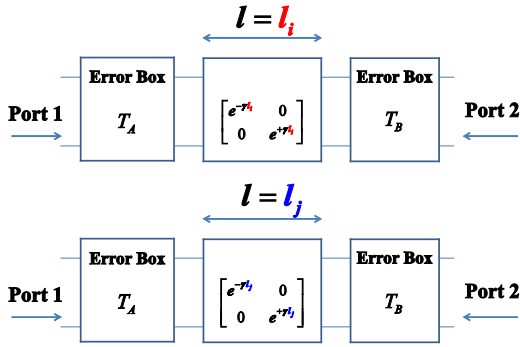 l = l_i
Error Box Error Box
Port 1 T_A [e^{-γl_i} 0 0 e^{+γl_i}] T_B Port 2
l = l_j
Error Box Error Box
Port 1 T_A [e^{-γl_j} 0 0 e^{+γl_j}] T_B Port 2